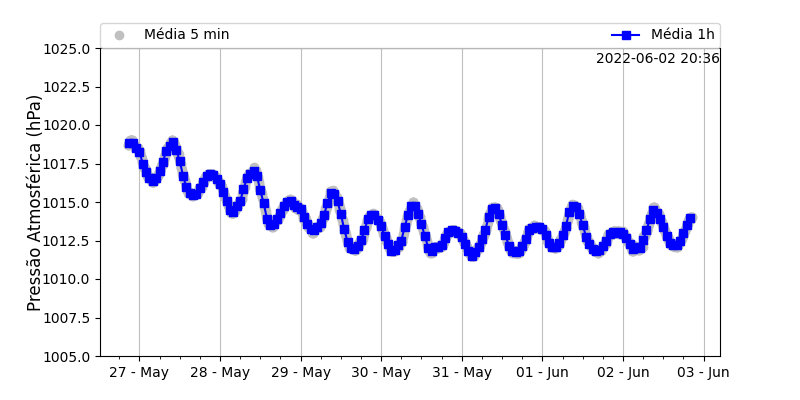 Média 5 min
Média 1h
2022-06-02 20:36
Pressão Atmosférica (hPa)
1025.0
1022.5
1020.0
1017.5
1015.0
1012.5
1010.0
1007.5
1005.0
27 - May
28 - May
29 - May
30 - May
31 - May
01 - Jun
02 - Jun
03 - Jun